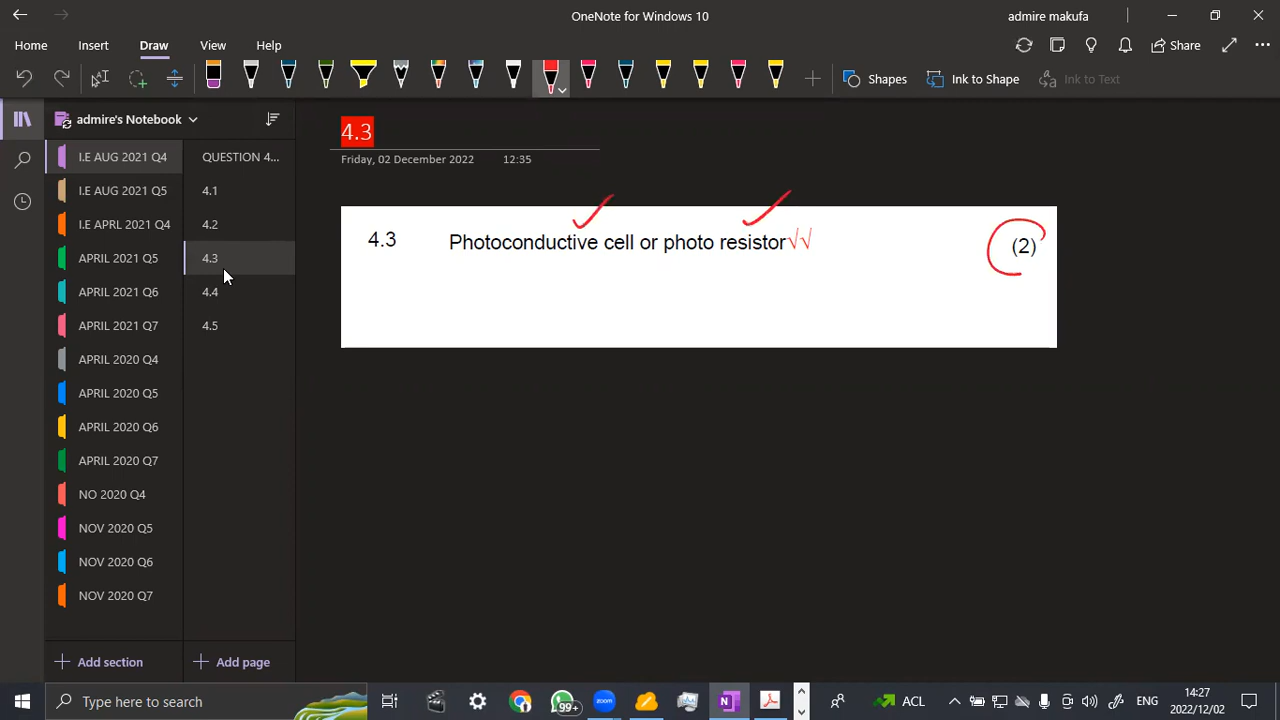 OneNote for Windows 10
admire makufa
Home
Insert
Draw
View
Help
Share
Shapes
Ink to Shape
Ink to Text
admire's Notebook
I.E AUG 2021 Q4
I.E AUG 2021 Q5
I.E APRL 2021 Q4
APRIL 2021 Q5
APRIL 2021 Q6
APRIL 2021 Q7
APRIL 2020 Q4
APRIL 2020 Q5
APRIL 2020 Q6
APRIL 2020 Q7
NO 2020 Q4
NOV 2020 Q5
NOV 2020 Q6
NOV 2020 Q7
Add section
QUESTION 4...
4.1
4.2
4.3
4.4
4.5
Add page
4.3
Friday, 02 December 2022 12:35
4.3 Photoconductive cell or photo resistor√√ (2)
Type here to search
99+
zoom
ACL
ENG
14:27
2022/12/02